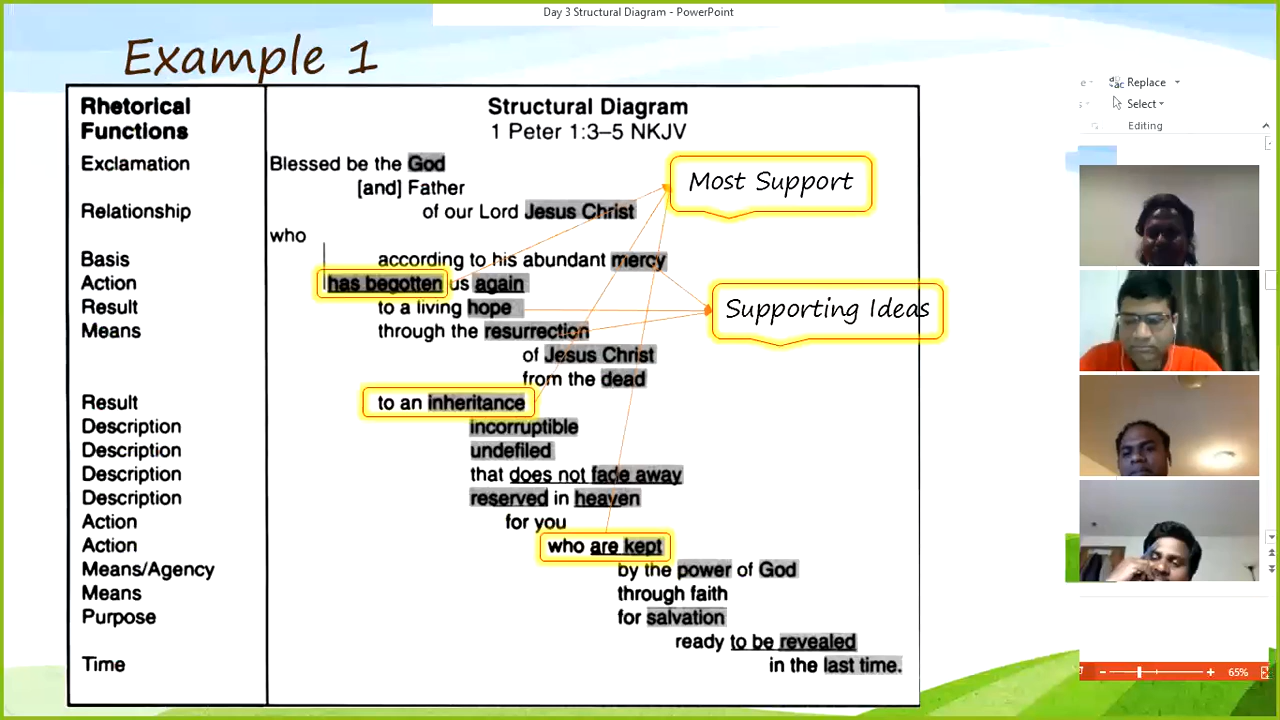 Day 3 Structural Diagram - PowerPoint
Example 1
Replace
Select
Editing
Rhetorical Functions
Structural Diagram
1 Peter 1:3–5 NKJV
Exclamation Blessed be the God
[and] Father
Relationship of our Lord Jesus Christ
who
Basis according to his abundant mercy
Action has begotten us again
Result to a living hope
Means through the resurrection
of Jesus Christ
from the dead
Result to an inheritance
Description incorruptible
Description undefiled
Description that does not fade away
Description reserved in heaven
Action for you
Action who are kept
Means/Agency by the power of God
Means through faith
Purpose for salvation
ready to be revealed
Time in the last time.
Most Support
Supporting Ideas
65%